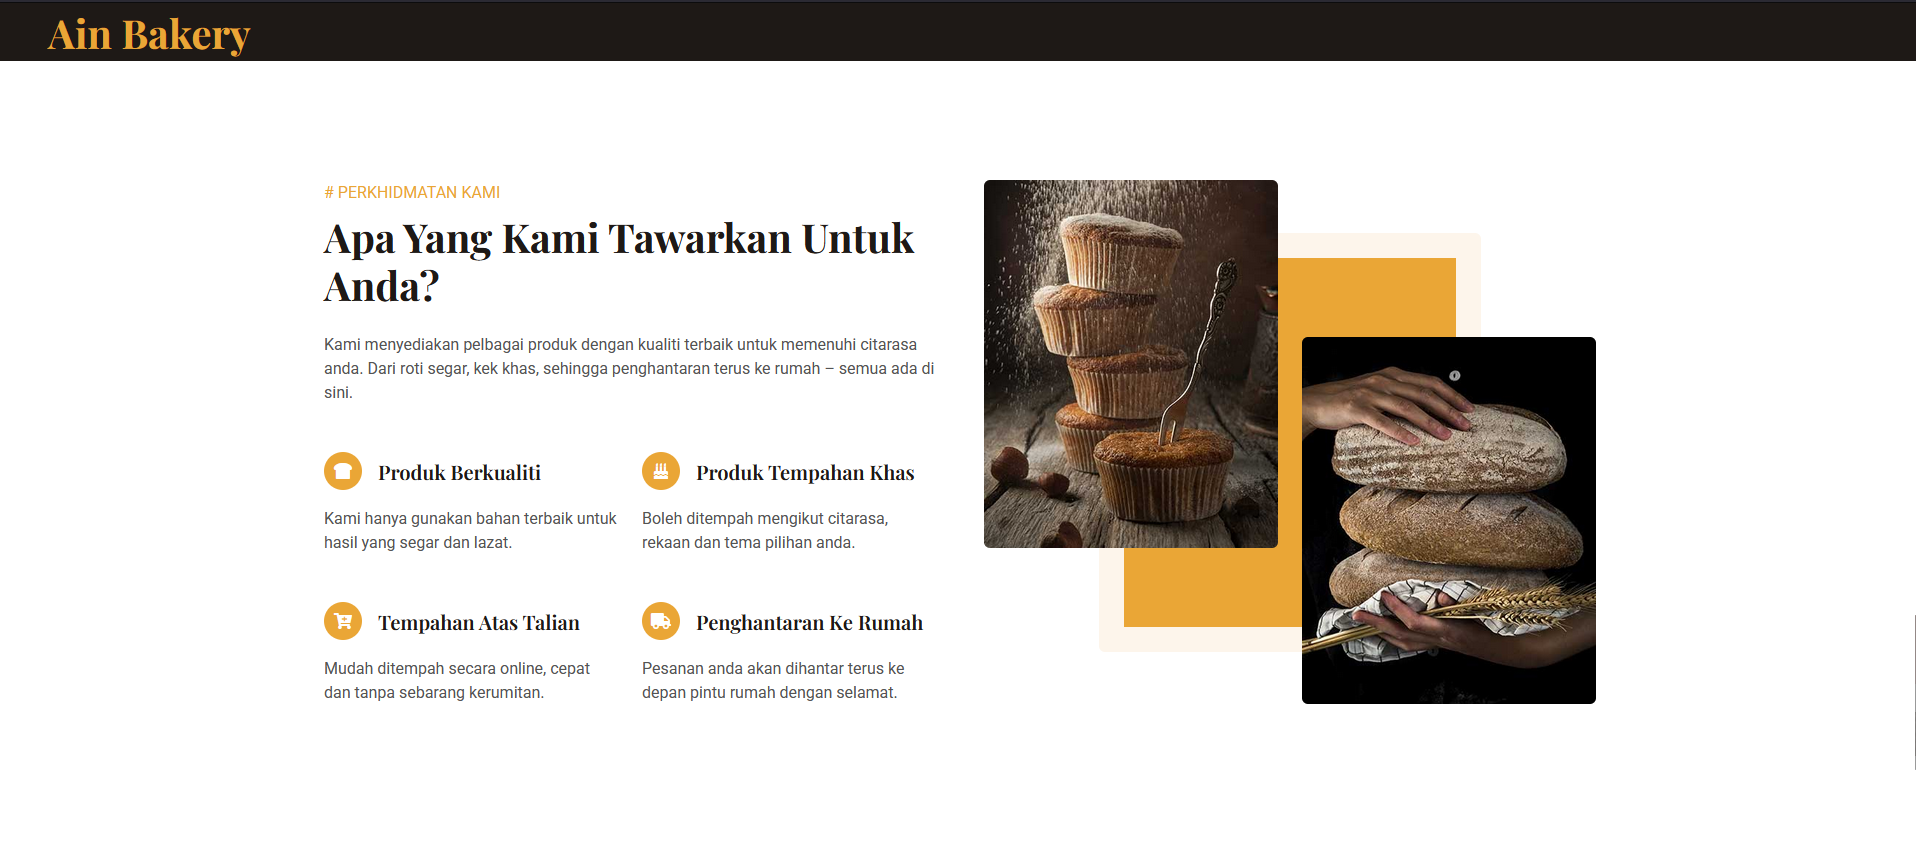 Ain Bakery
# PERKHIDMATAN KAMI
Apa Yang Kami Tawarkan Untuk
Anda?
Kami menyediakan pelbagai produk dengan kualiti terbaik untuk memenuhi citarasa
anda. Dari roti segar, kek khas, sehingga penghantaran terus ke rumah – semua ada di
sini.
Produk Berkualiti
Kami hanya gunakan bahan terbaik untuk
hasil yang segar dan lazat.
Produk Tempahan Khas
Boleh ditempah mengikut citarasa,
rekaan dan tema pilihan anda.
Tempahan Atas Talian
Mudah ditempah secara online, cepat
dan tanpa sebarang kerumitan.
Penghantaran Ke Rumah
Pesanan anda akan dihantar terus ke
depan pintu rumah dengan selamat.